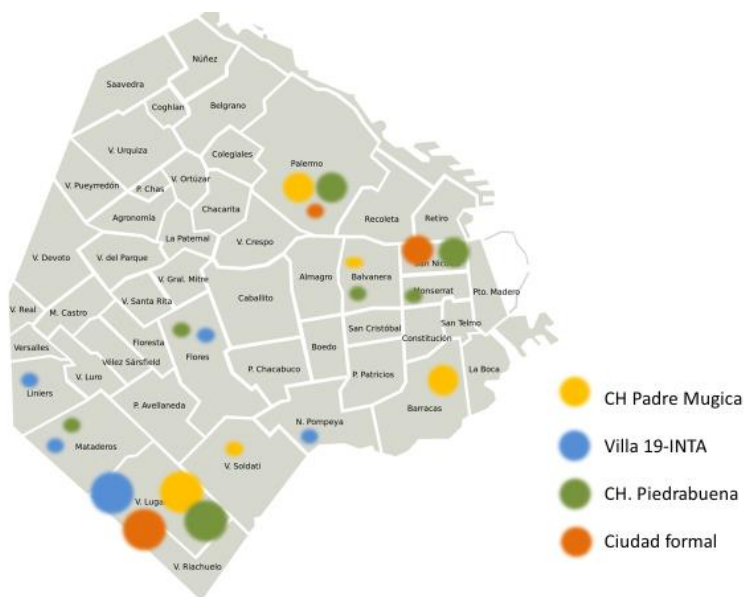 Núñez
Saavedra
Coghlan
Belgrano
V. Urquiza
Colegiales
Palermo
V. Pueyrredón
P. Chas
V. Ortúzar
Chacarita
Agronomía
Recoleta
Retiro
La Paternal
V. Crespo
V. Devoto
V. del Parque
Almagro
Balvanera
San Nico
V. Gral. Mitre
Caballito
Monserrat
Pto. Madero
V. Real
M. Castro
V. Santa Rita
San Cristóbal
San Telmo
Versalles
Floresta
Flores
Boedo
Constitución
Vélez Sársfield
P. Chacabuco
P. Patricios
La Boca
V. Luro
Liniers
P. Avellaneda
Barracas
N. Pompeya
Mataderos
V. Soldati
V. Luga
V. Riachuelo
CH Padre Mugica
Villa 19-INTA
CH. Piedrabuena
Ciudad formal